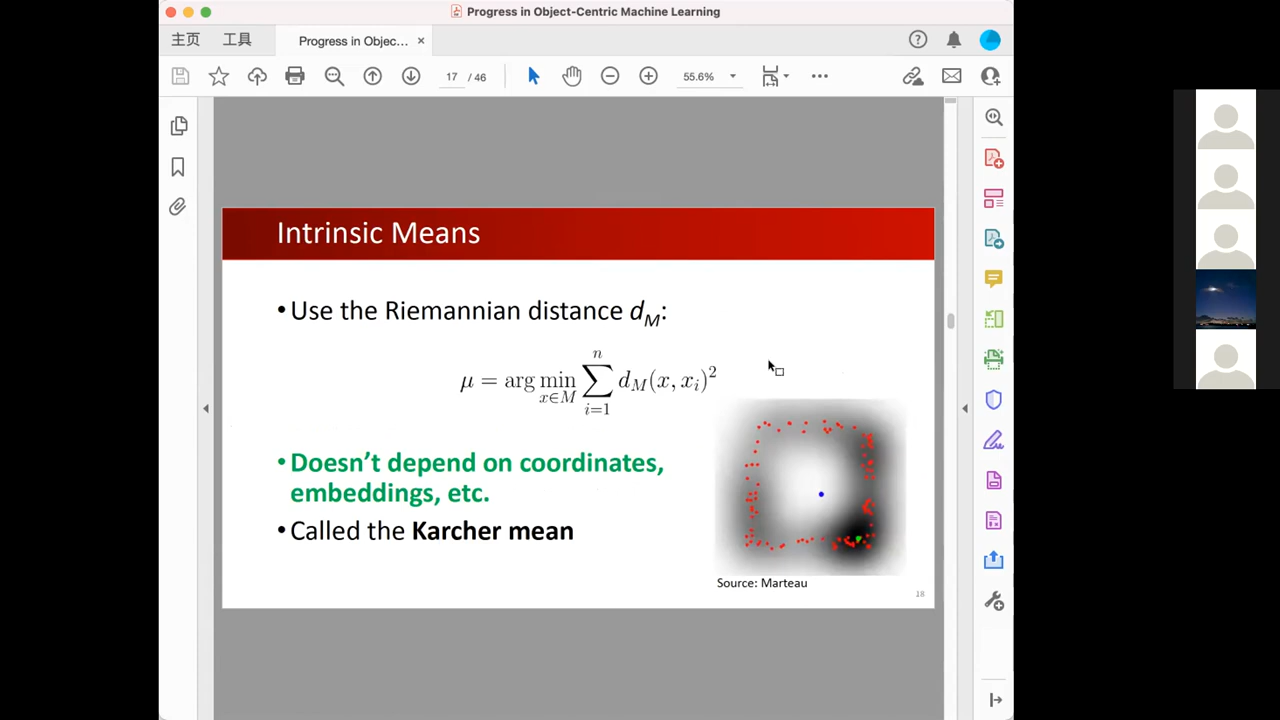 Progress in Object-Centric Machine Learning
主页 工具 Progress in Objec... ×
17 / 46 55.6%
Intrinsic Means
• Use the Riemannian distance d_M:
μ = arg min_{x∈M} ∑_{i=1}^{n} d_M(x, x_i)^2
• Doesn’t depend on coordinates,
embeddings, etc.
• Called the Karcher mean
Source: Marteau
18